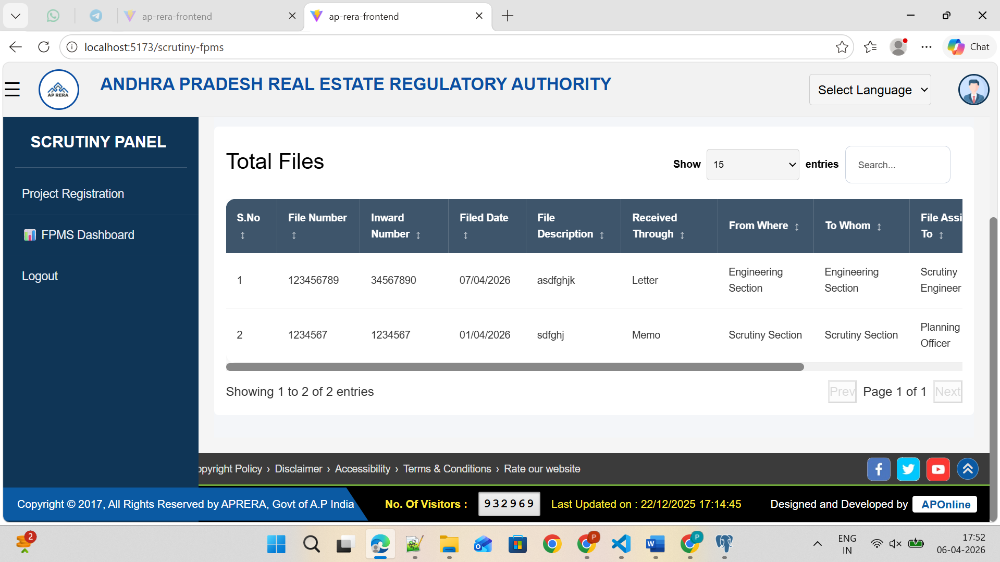 ap-rera-frontend
ap-rera-frontend
localhost:5173/scrutiny-fpms
Chat
AP RERA
ANDHRA PRADESH REAL ESTATE REGULATORY AUTHORITY
Select Language
SCRUTINY PANEL
Project Registration
FPMS Dashboard
Logout
Total Files
Show 15 entries Search...
S.No File Number Inward Number Filed Date File Description Received Through From Where To Whom File Assi To
1 123456789 34567890 07/04/2026 asdfghjk Letter Engineering Section Engineering Section Scrutiny Engineer
2 1234567 1234567 01/04/2026 sdfghj Memo Scrutiny Section Scrutiny Section Planning Officer
Showing 1 to 2 of 2 entries Prev Page 1 of 1 Next
opyright Policy › Disclaimer › Accessibility › Terms & Conditions › Rate our website
Copyright © 2017, All Rights Reserved by APRERA, Govt of A.P India No. Of Visitors : 932969 Last Updated on : 22/12/2025 17:14:45 Designed and Developed by APOnline
2
P
P
ENG
IN
17:52
06-04-2026